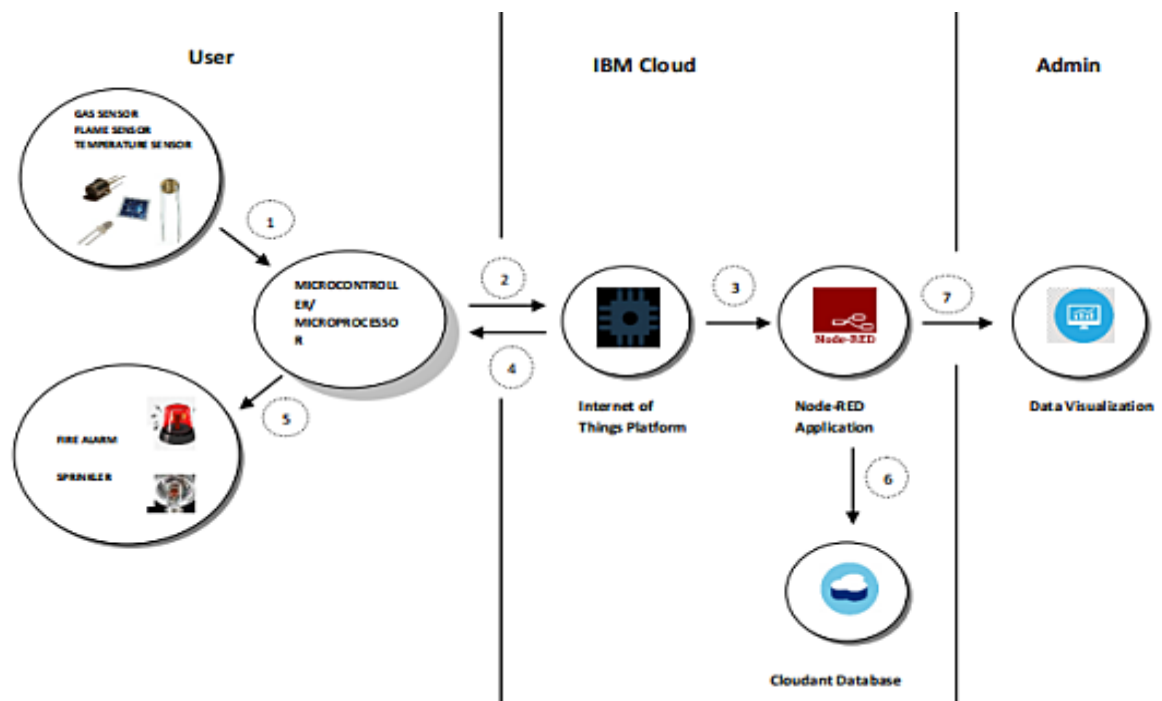 User
IBM Cloud
Admin
GAS SENSOR
FLAME SENSOR
TEMPERATURE SENSOR
1
MICROCONTROLL
ER/
MICROPROCESSO
R
2
3
7
4
Node-RED
5
FIRE ALARM
SPRINKLER
Internet of
Things Platform
Node-RED
Application
Data Visualization
6
Cloudant Database